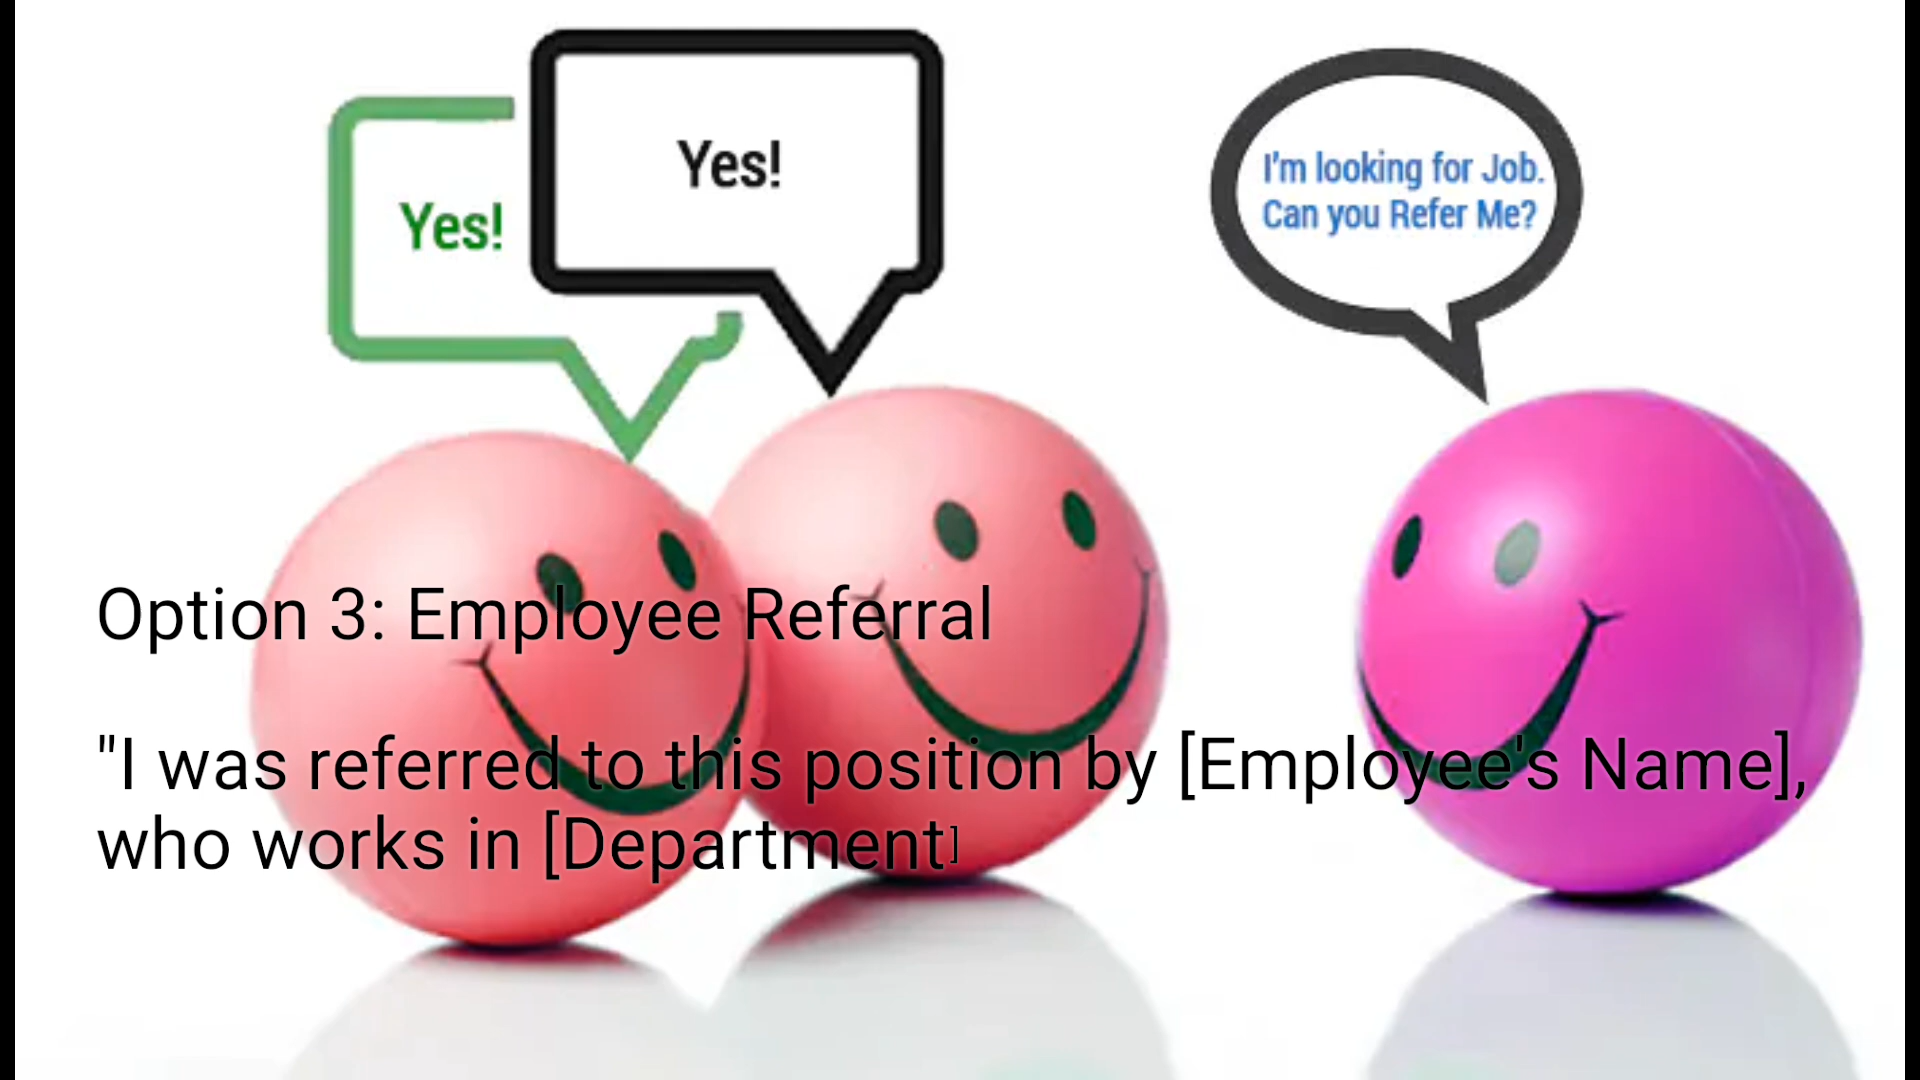 Yes!
Yes!
I'm looking for Job.
Can you Refer Me?
Option 3: Employee Referral
"I was referred to this position by [Employee's Name],
who works in [Department]